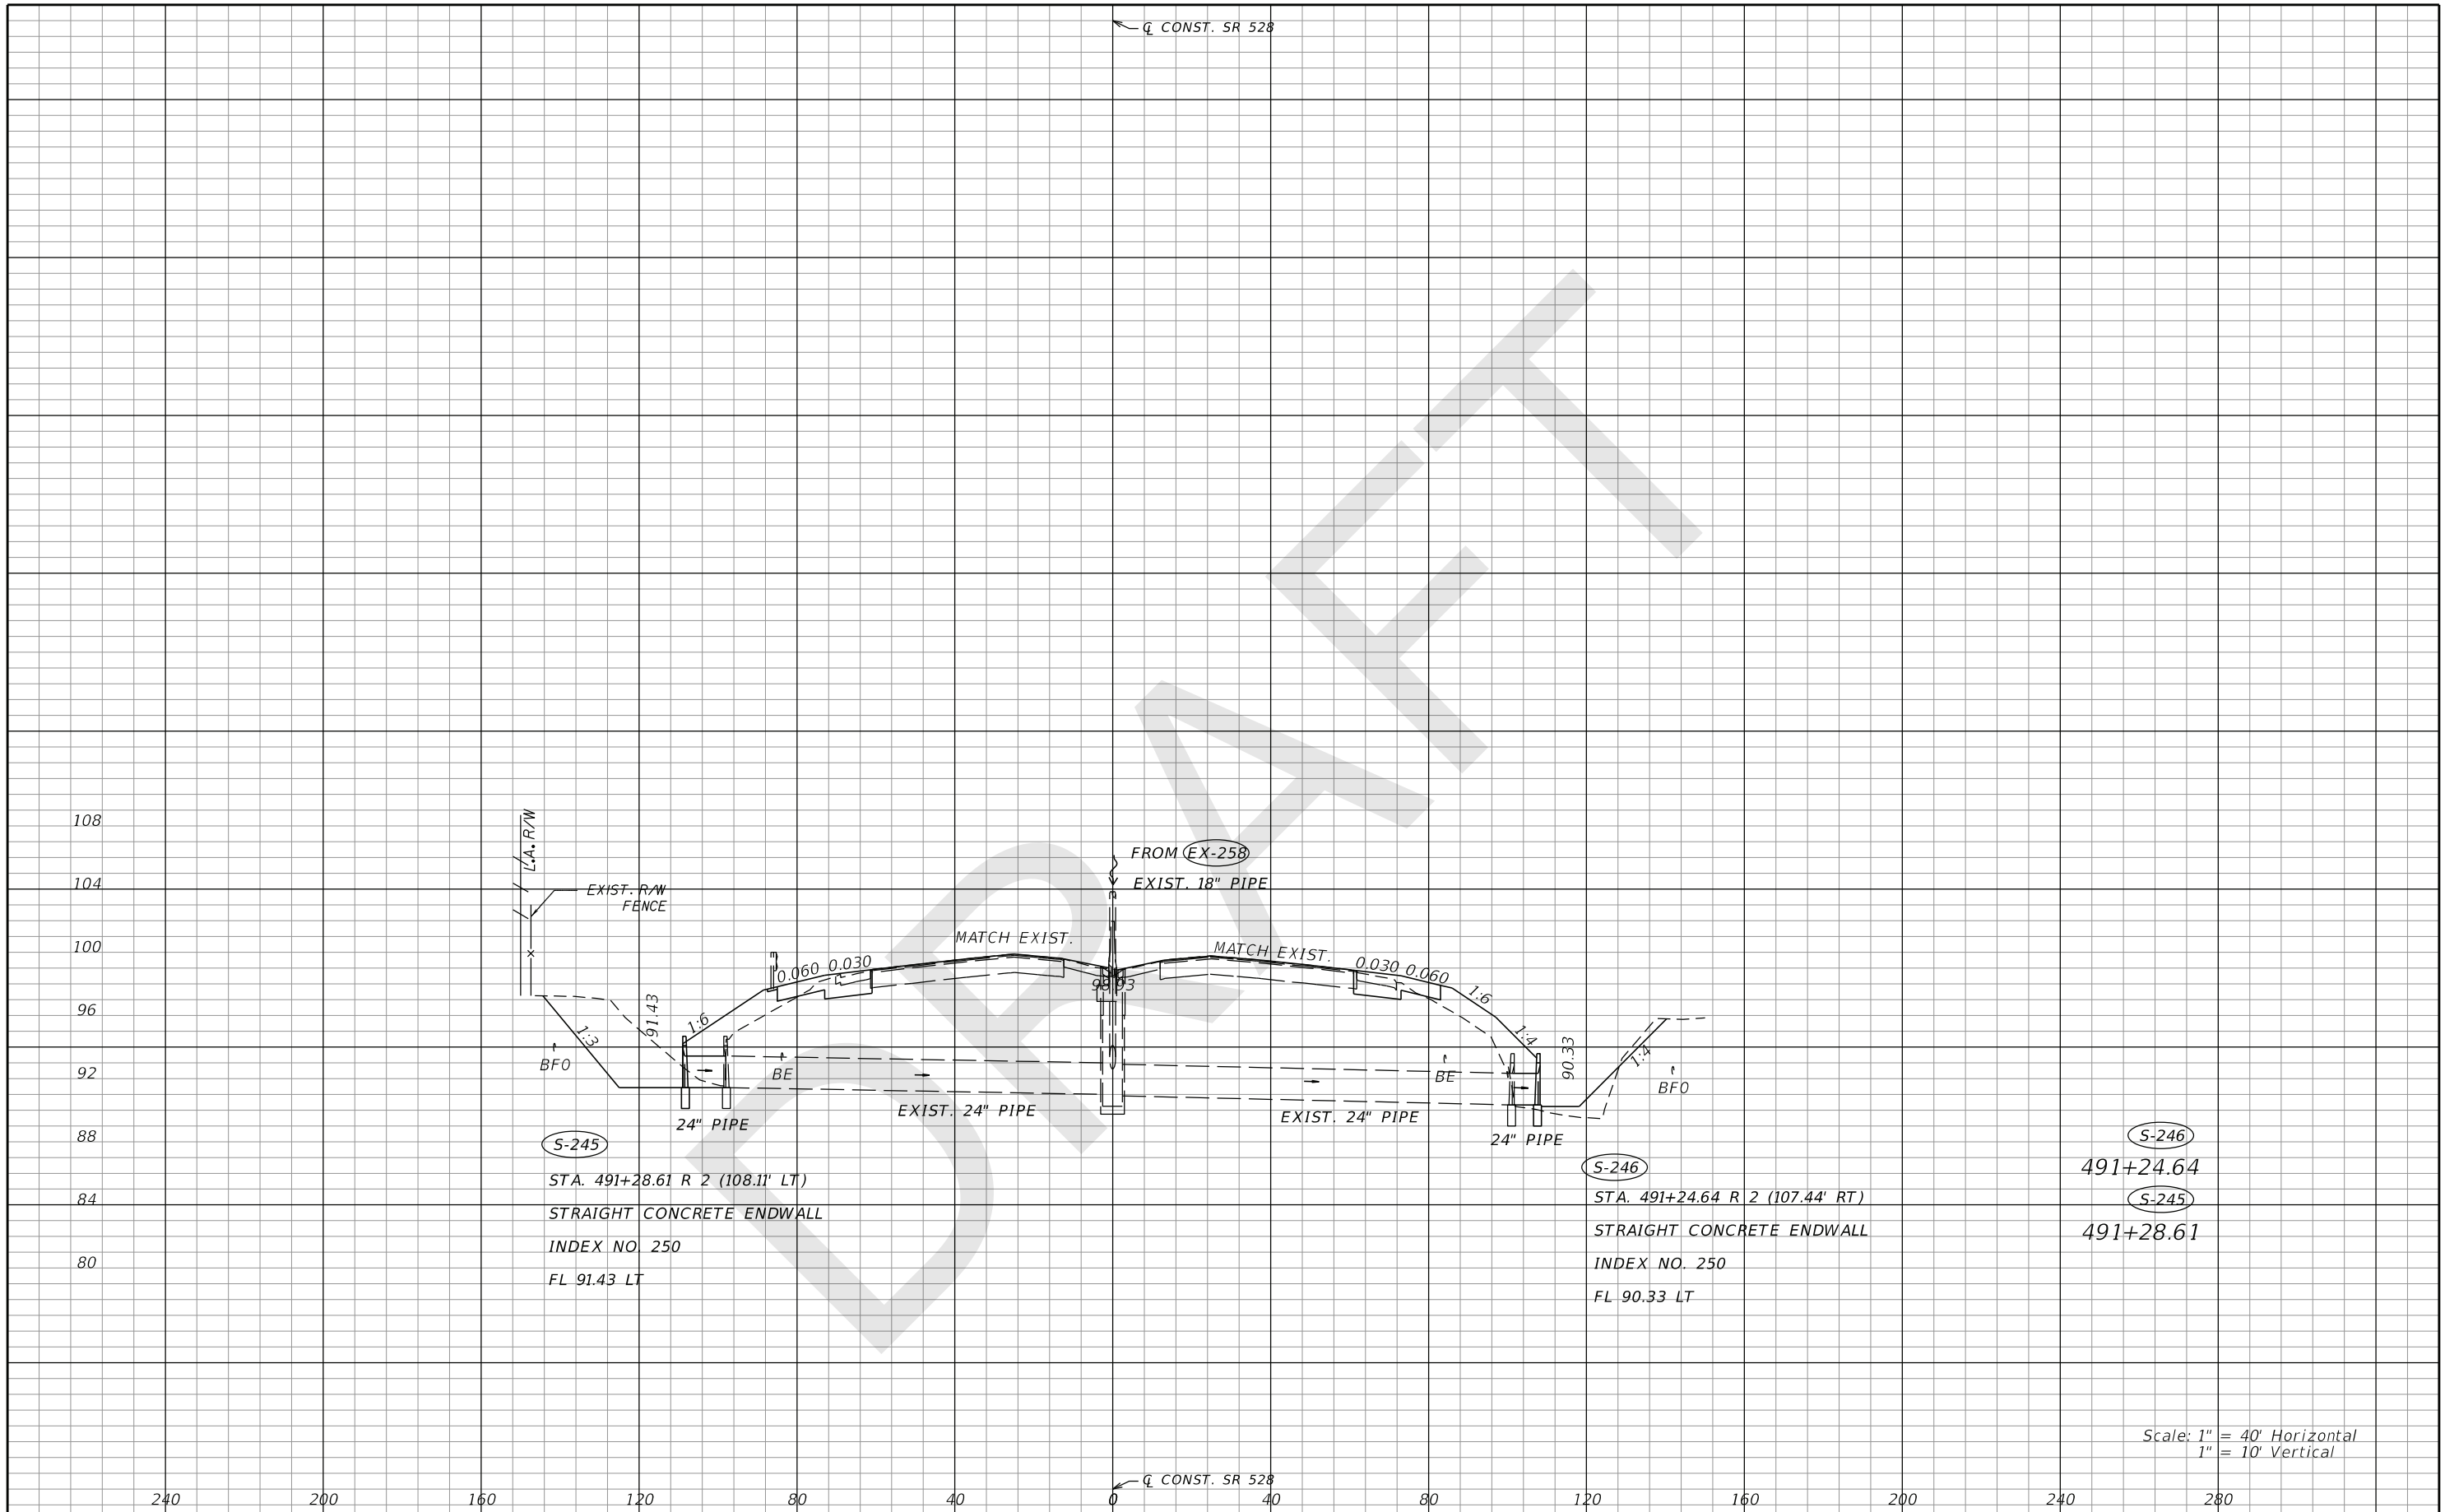 ℄ CONST. SR 528
DRAFT
108
104
100
96
92
88
84
80
L.A. R/W
EXIST. R/W
FENCE
FROM EX-258
EXIST. 18" PIPE
MATCH EXIST.
MATCH EXIST.
0.060 0.030
0.030 0.060
98.93
1:6
1:6
1:3
1:4
1:4
91.43
90.33
BFO
BE
BE
BFO
EXIST. 24" PIPE
EXIST. 24" PIPE
24" PIPE
24" PIPE
S-245
STA. 491+28.61 R 2 (108.11' LT)
STRAIGHT CONCRETE ENDWALL
INDEX NO. 250
FL 91.43 LT
S-246
STA. 491+24.64 R 2 (107.44' RT)
STRAIGHT CONCRETE ENDWALL
INDEX NO. 250
FL 90.33 LT
S-246
491+24.64
S-245
491+28.61
Scale: 1" = 40' Horizontal
1" = 10' Vertical
℄ CONST. SR 528
240 200 160 120 80 40 0 40 80 120 160 200 240 280